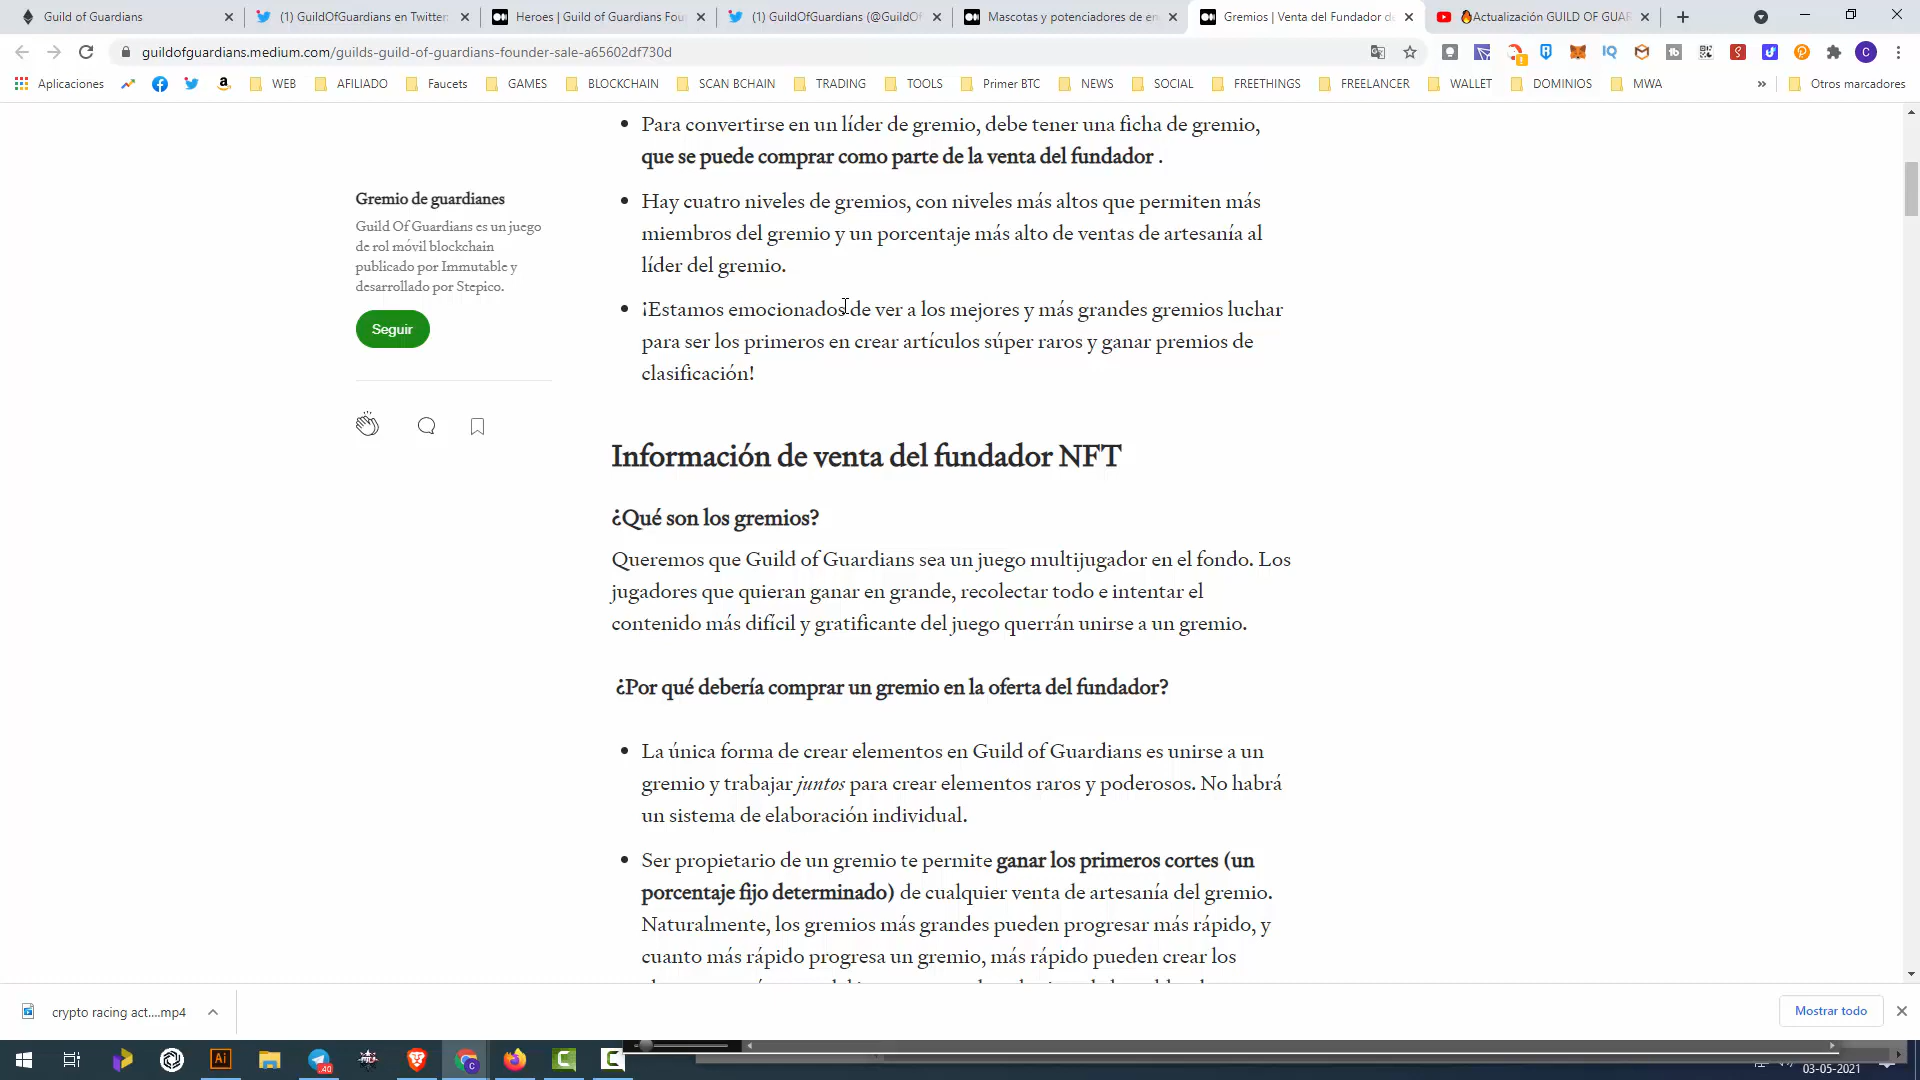 Guild of Guardians
(1) GuildOfGuardians en Twitter
Heroes | Guild of Guardians Fou
(1) GuildOfGuardians (@GuildOf
Mascotas y potenciadores de en
Gremios | Venta del Fundador de
🔥Actualización GUILD OF GUAR
guildofguardians.medium.com/guilds-guild-of-guardians-founder-sale-a65602df730d
Aplicaciones
WEB
AFILIADO
Faucets
GAMES
BLOCKCHAIN
SCAN BCHAIN
TRADING
TOOLS
Primer BTC
NEWS
SOCIAL
FREETHINGS
FREELANCER
WALLET
DOMINIOS
MWA
»
Otros marcadores
Gremio de guardianes
Guild Of Guardians es un juego
de rol móvil blockchain
publicado por Immutable y
desarrollado por Stepico.
Seguir
• Para convertirse en un líder de gremio, debe tener una ficha de gremio,
que se puede comprar como parte de la venta del fundador .
• Hay cuatro niveles de gremios, con niveles más altos que permiten más
miembros del gremio y un porcentaje más alto de ventas de artesanía al
líder del gremio.
• ¡Estamos emocionados de ver a los mejores y más grandes gremios luchar
para ser los primeros en crear artículos súper raros y ganar premios de
clasificación!
Información de venta del fundador NFT
¿Qué son los gremios?
Queremos que Guild of Guardians sea un juego multijugador en el fondo. Los
jugadores que quieran ganar en grande, recolectar todo e intentar el
contenido más difícil y gratificante del juego querrán unirse a un gremio.
¿Por qué debería comprar un gremio en la oferta del fundador?
• La única forma de crear elementos en Guild of Guardians es unirse a un
gremio y trabajar juntos para crear elementos raros y poderosos. No habrá
un sistema de elaboración individual.
• Ser propietario de un gremio te permite ganar los primeros cortes (un
porcentaje fijo determinado) de cualquier venta de artesanía del gremio.
Naturalmente, los gremios más grandes pueden progresar más rápido, y
cuanto más rápido progresa un gremio, más rápido pueden crear los
crypto racing act....mp4
Mostrar todo
03-05-2021